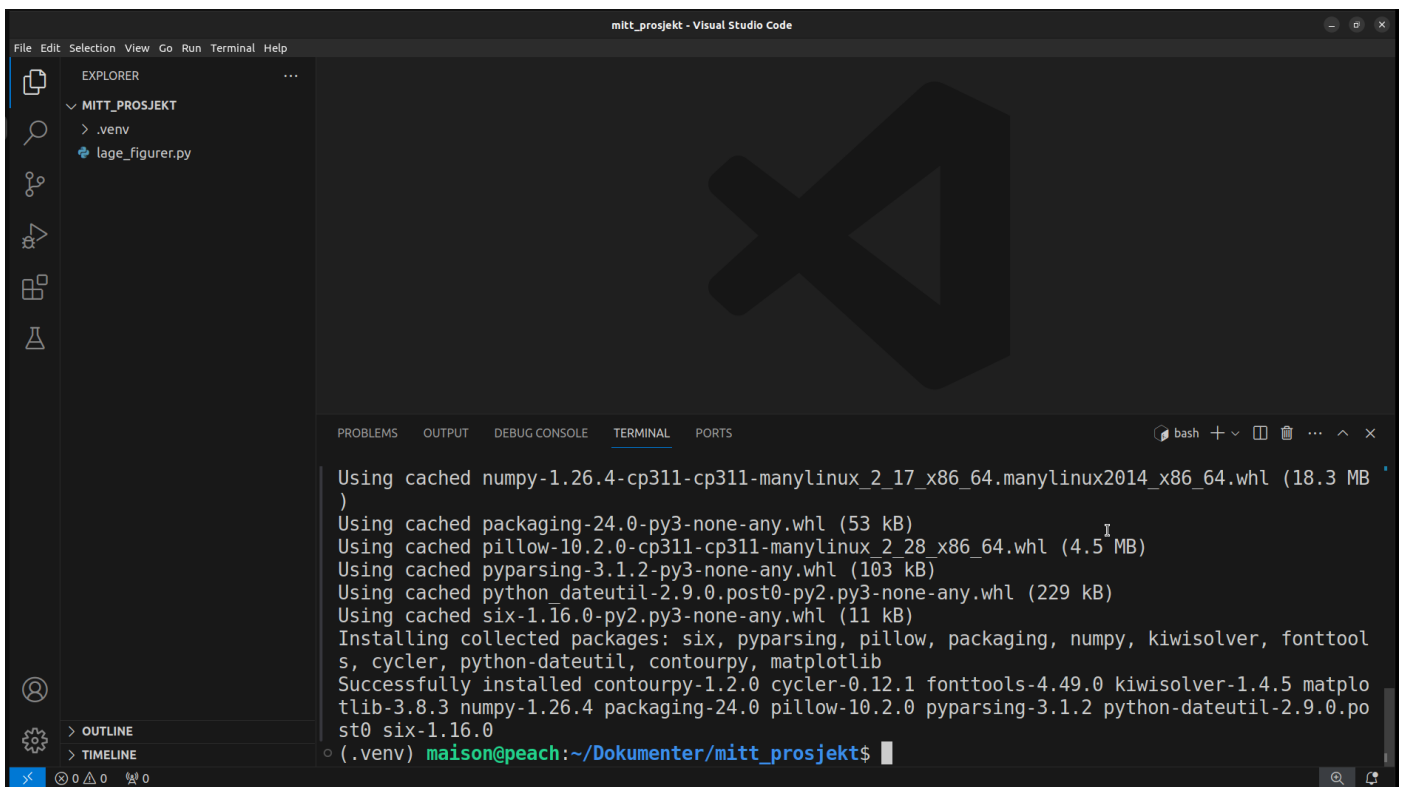 mitt_prosjekt - Visual Studio Code
File Edit Selection View Go Run Terminal Help
EXPLORER
MITT_PROSJEKT
.venv
lage_figurer.py
OUTLINE
TIMELINE
PROBLEMS OUTPUT DEBUG CONSOLE TERMINAL PORTS
bash
Using cached numpy-1.26.4-cp311-cp311-manylinux_2_17_x86_64.manylinux2014_x86_64.whl (18.3 MB
)
Using cached packaging-24.0-py3-none-any.whl (53 kB)
Using cached pillow-10.2.0-cp311-cp311-manylinux_2_28_x86_64.whl (4.5 MB)
Using cached pyparsing-3.1.2-py3-none-any.whl (103 kB)
Using cached python_dateutil-2.9.0.post0-py2.py3-none-any.whl (229 kB)
Using cached six-1.16.0-py2.py3-none-any.whl (11 kB)
Installing collected packages: six, pyparsing, pillow, packaging, numpy, kiwisolver, fonttool
s, cycler, python-dateutil, contourpy, matplotlib
Successfully installed contourpy-1.2.0 cycler-0.12.1 fonttools-4.49.0 kiwisolver-1.4.5 matplo
tlib-3.8.3 numpy-1.26.4 packaging-24.0 pillow-10.2.0 pyparsing-3.1.2 python-dateutil-2.9.0.po
st0 six-1.16.0
(.venv) maison@peach:~/Dokumenter/mitt_prosjekt$
0 0 0